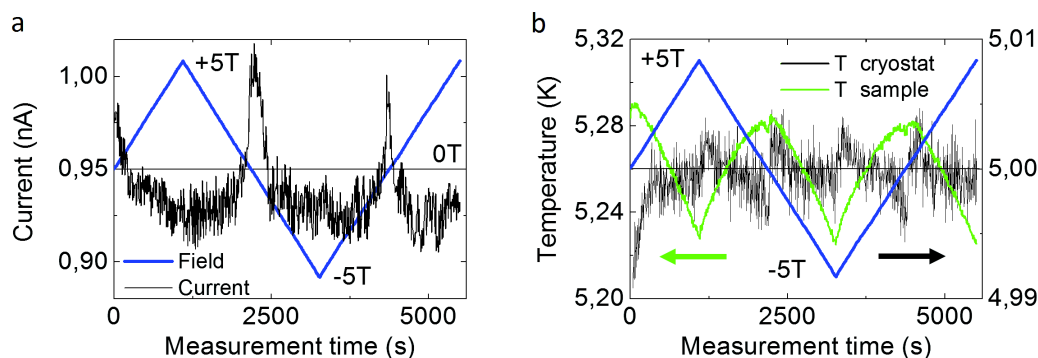 a
+5T
1,00
Current (nA)
0T
0,95
0,90
-5T
Field
Current
0
2500
5000
Measurement time (s)
b
5,32
5,01
+5T
T cryostat
T sample
Temperature (K)
5,28
5,00
5,24
-5T
5,20
4,99
0
2500
5000
Measurement time (s)